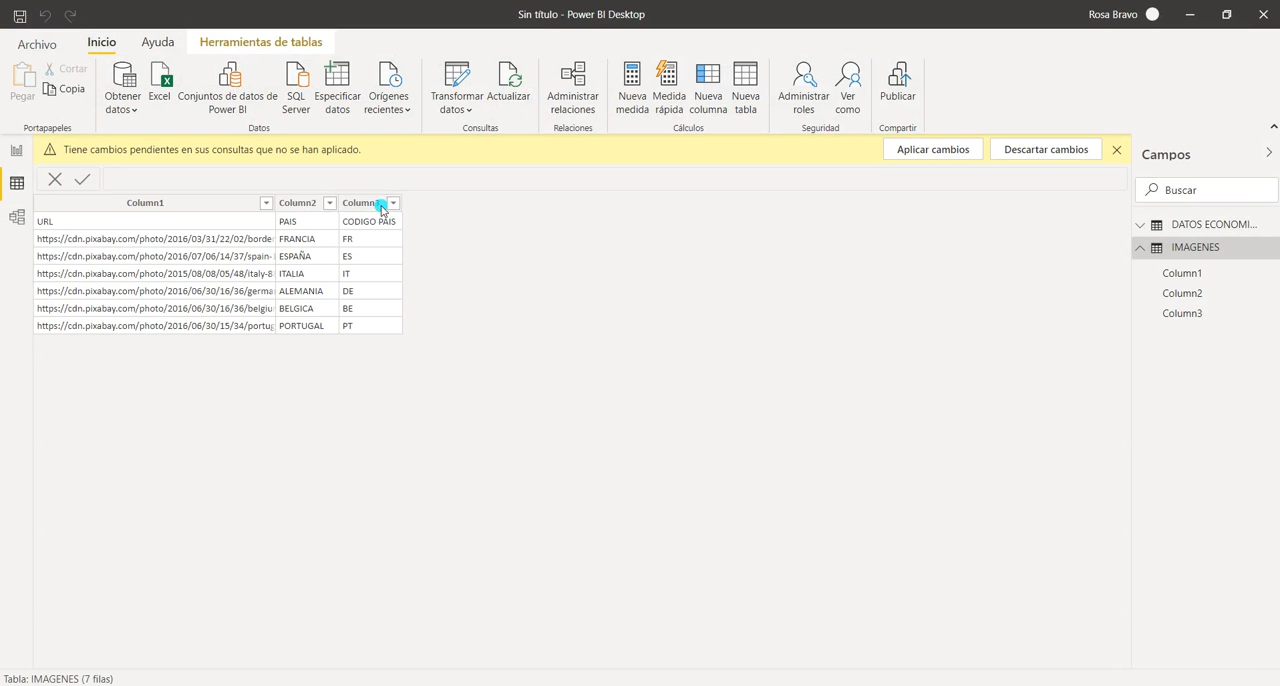 Sin título - Power BI Desktop
Rosa Bravo
Archivo
Inicio
Ayuda
Herramientas de tablas
Pegar
Cortar
Copia
Portapapeles
Obtener datos
Excel
Conjuntos de datos de Power BI
SQL Server
Especificar datos
Orígenes recientes
Datos
Transformar datos
Actualizar
Consultas
Administrar relaciones
Relaciones
Nueva medida
Medida rápida
Nueva columna
Nueva tabla
Cálculos
Administrar roles
Ver como
Seguridad
Publicar
Compartir
Tiene cambios pendientes en sus consultas que no se han aplicado.
Aplicar cambios
Descartar cambios
Campos
Buscar
DATOS ECONOMI...
IMAGENES
Column1
Column2
Column3
Column1 Column2
URL PAIS CODIGO PAIS
https://cdn.pixabay.com/photo/2016/03/31/22/02/border FRANCIA FR
https://cdn.pixabay.com/photo/2016/07/06/14/37/spain- ESPAÑA ES
https://cdn.pixabay.com/photo/2015/08/08/05/48/italy-8 ITALIA IT
https://cdn.pixabay.com/photo/2016/06/30/16/36/germa ALEMANIA DE
https://cdn.pixabay.com/photo/2016/06/30/16/36/belgiu BELGICA BE
https://cdn.pixabay.com/photo/2016/06/30/15/34/portug PORTUGAL PT
Tabla: IMAGENES (7 filas)